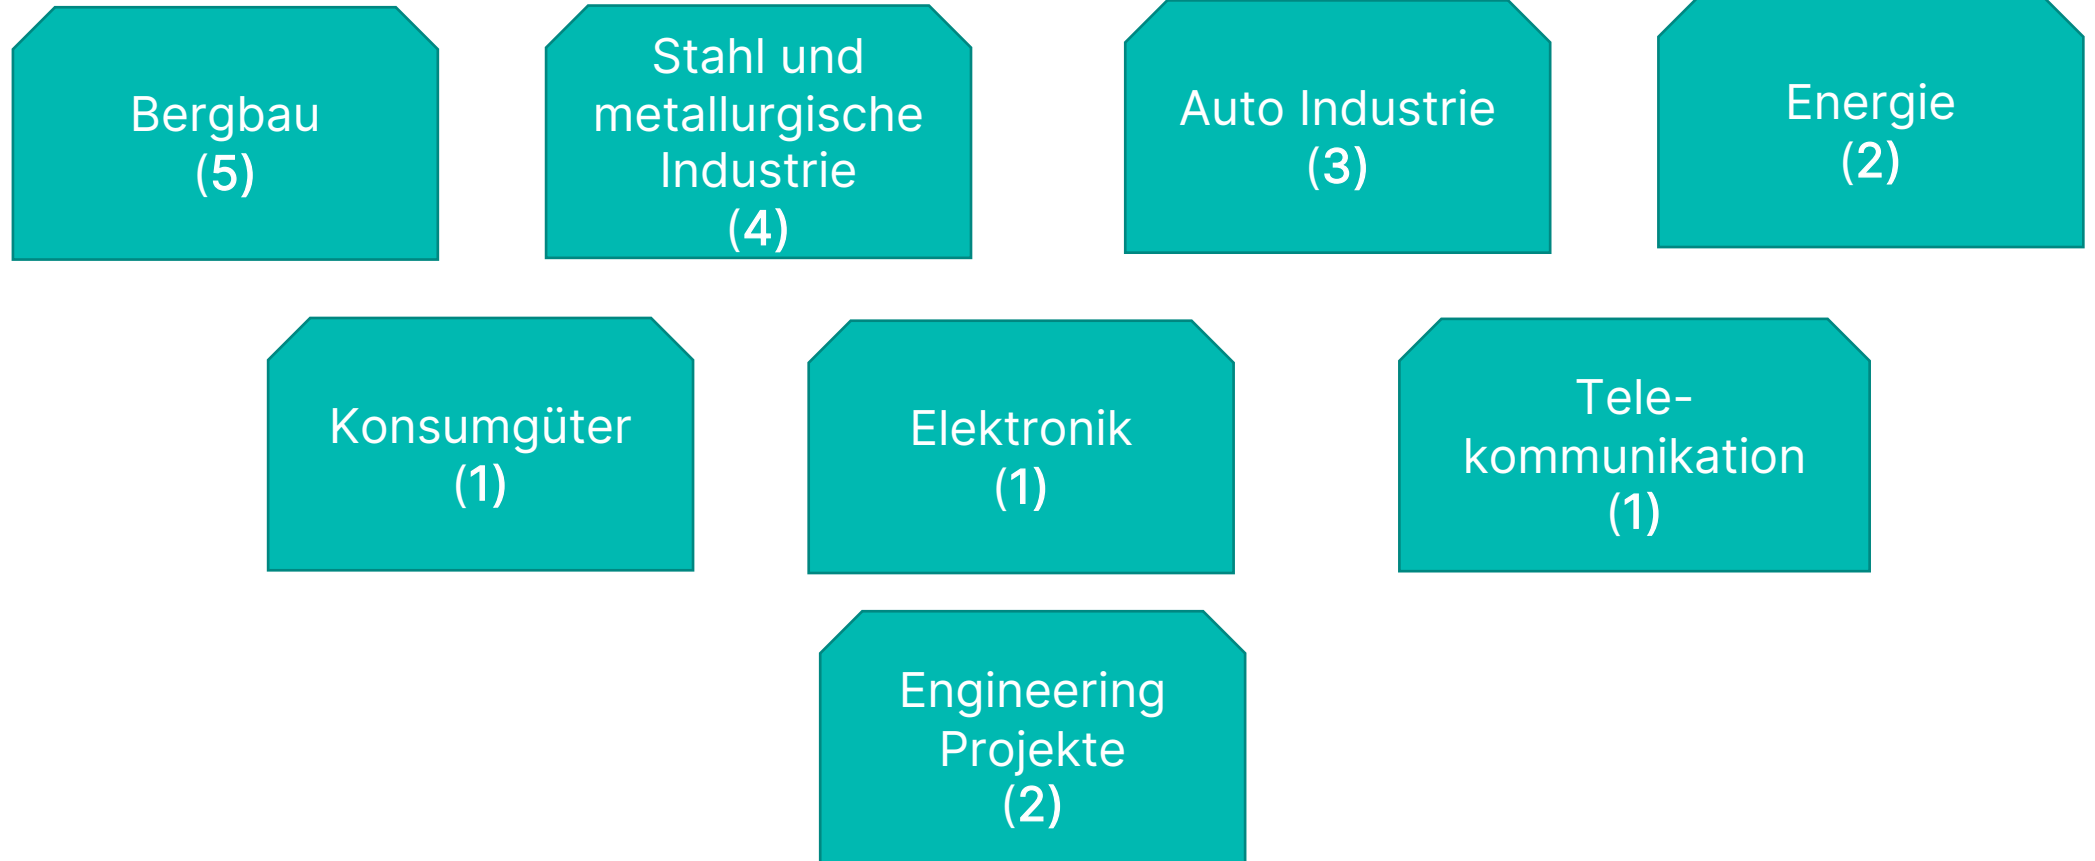 Bergbau
(5)
Stahl und
metallurgische
Industrie
(4)
Auto Industrie
(3)
Energie
(2)
Konsumgüter
(1)
Elektronik
(1)
Tele-
kommunikation
(1)
Engineering
Projekte
(2)